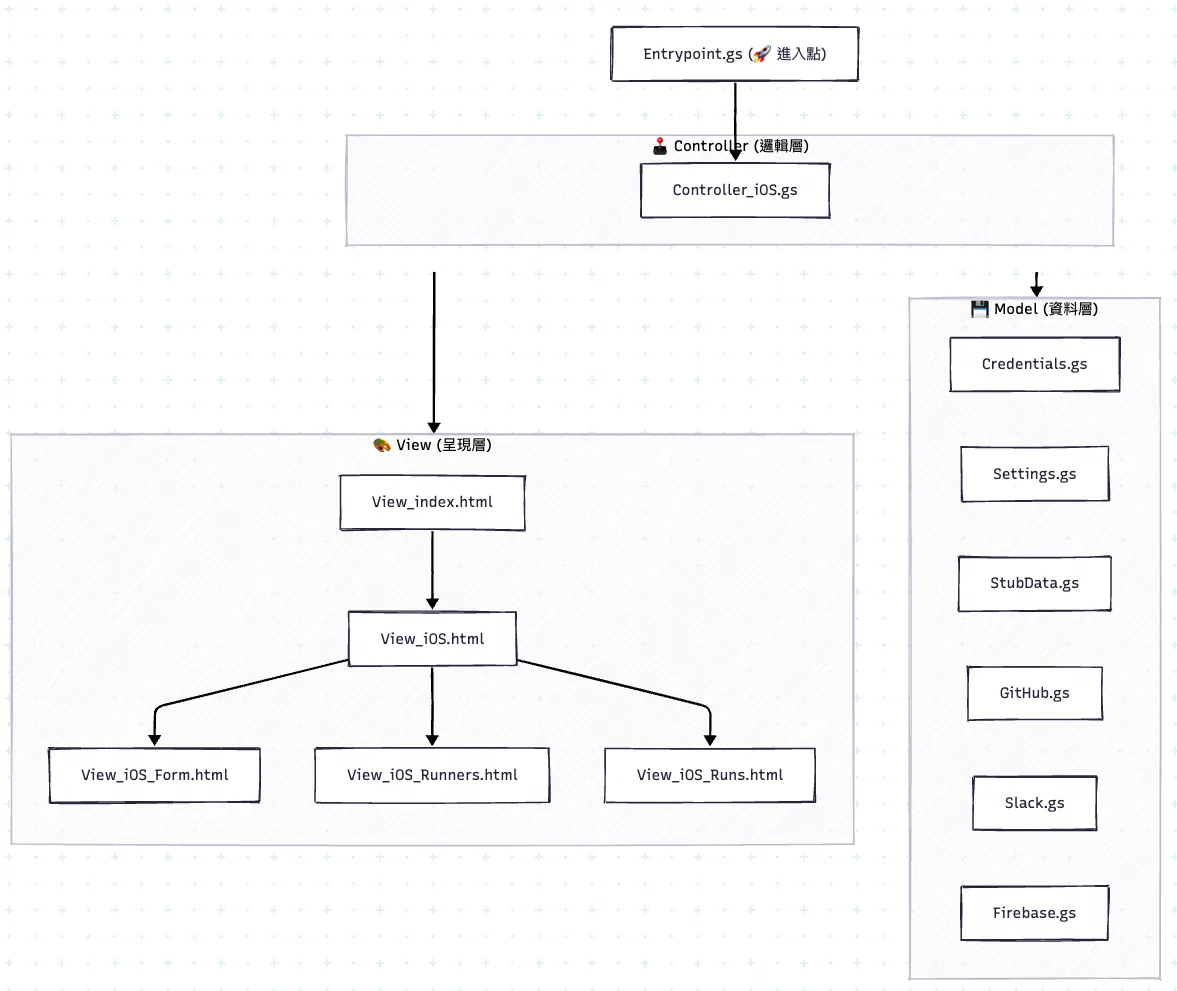 Entrypoint.gs (🚀 進入點)
🕹️ Controller (邏輯層)
Controller_iOS.gs
💾 Model (資料層)
Credentials.gs
Settings.gs
StubData.gs
GitHub.gs
Slack.gs
Firebase.gs
🎨 View (呈現層)
View_index.html
View_iOS.html
View_iOS_Form.html
View_iOS_Runners.html
View_iOS_Runs.html